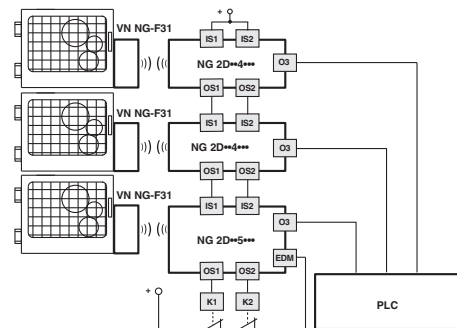 +
VN NG-F31
IS1 IS2
NG 2D••4•••
O3
OS1 OS2
VN NG-F31
IS1 IS2
NG 2D••4•••
O3
OS1 OS2
VN NG-F31
IS1 IS2
NG 2D••5•••
O3
EDM
OS1 OS2
+
K1 K2
PLC